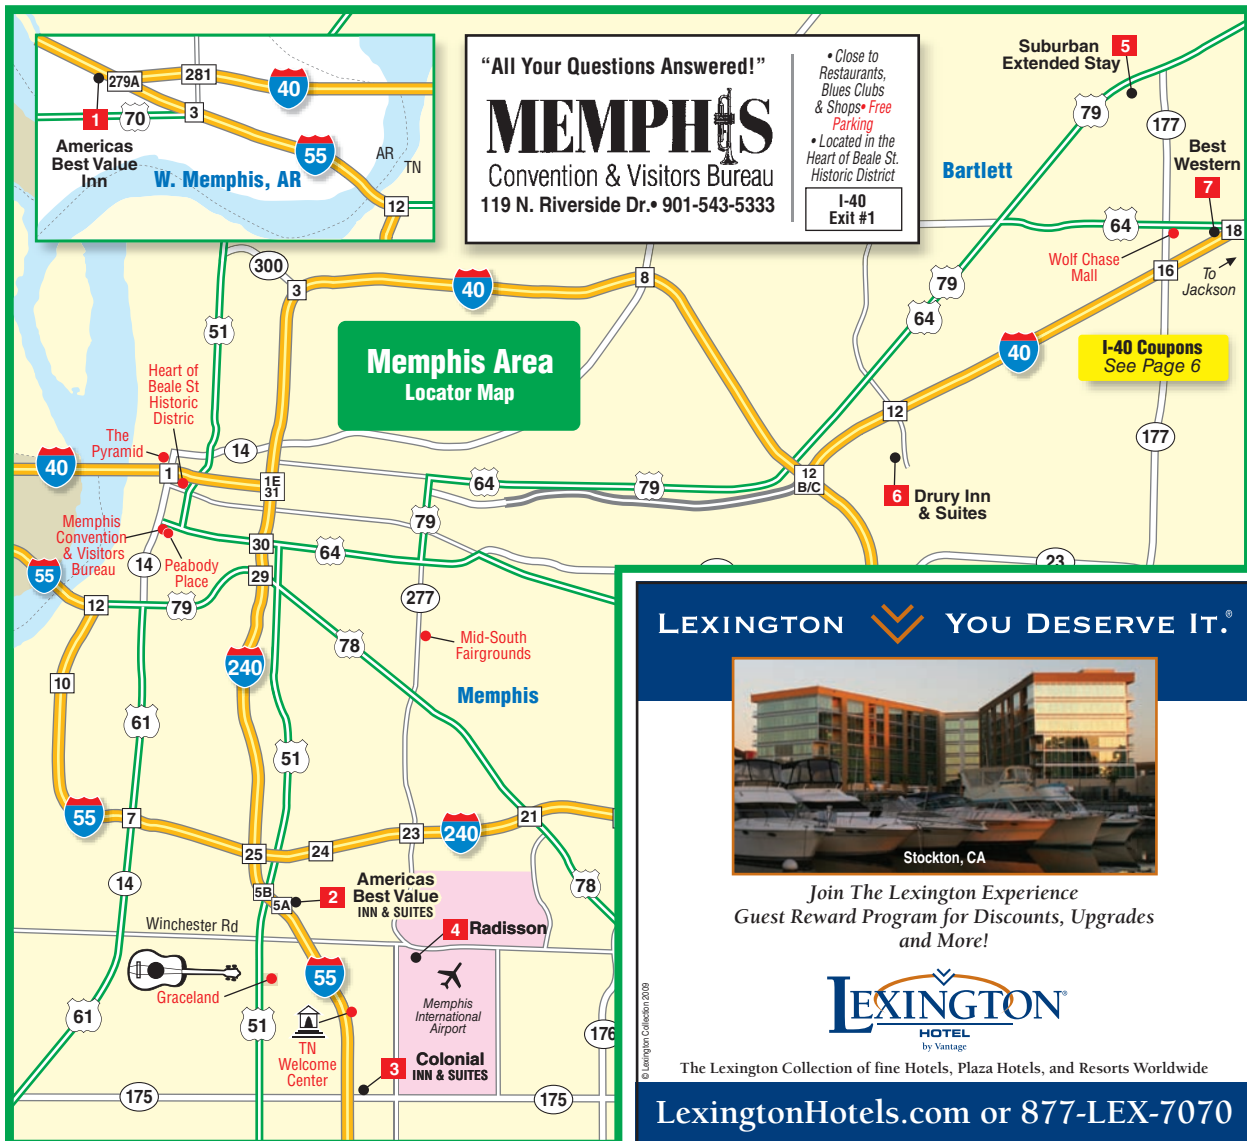 279A
281
40
1
70
3
Americas
Best Value
Inn
W. Memphis, AR
55
AR
TN
12
“All Your Questions Answered!”
MEMPHIS
Convention & Visitors Bureau
119 N. Riverside Dr.• 901-543-5333
• Close to
Restaurants,
Blues Clubs
& Shops• Free
Parking
• Located in the
Heart of Beale St.
Historic District
I-40
Exit #1
Suburban 5
Extended Stay
79
177
Best
Western
7
Bartlett
64
18
Wolf Chase
Mall
16
To
Jackson
300
3
40
8
79
64
51
40
Memphis Area
Locator Map
I-40 Coupons
See Page 6
Heart of
Beale St
Historic
Distric
12
The
Pyramid
14
177
40
1
1E
31
64
79
12
B/C
6 Drury Inn
& Suites
Memphis
Convention
& Visitors
Bureau
79
30
64
23
55
14
Peabody
Place
29
12
79
277
78
Mid-South
Fairgrounds
240
10
Memphis
61
51
55
7
23
240
21
25
24
14
5B
5A
2
Americas
Best Value
INN & SUITES
78
Winchester Rd
4 Radisson
Graceland
55
Memphis
International
Airport
61
51
TN
Welcome
Center
176
3 Colonial
INN & SUITES
175
175
LEXINGTON YOU DESERVE IT.®
Stockton, CA
Join The Lexington Experience
Guest Reward Program for Discounts, Upgrades
and More!
LEXINGTON®
HOTEL
by Vantage
© Lexington Collection 2009
The Lexington Collection of fine Hotels, Plaza Hotels, and Resorts Worldwide
LexingtonHotels.com or 877-LEX-7070